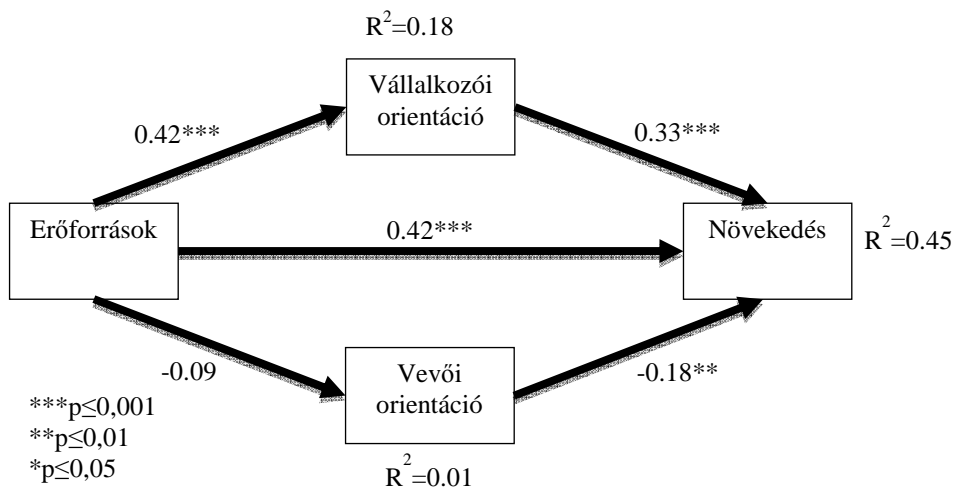 R²=0.18
Vállalkozói
orientáció
0.42***
0.33***
Erőforrások
0.42***
Növekedés
R²=0.45
-0.09
Vevői
orientáció
-0.18**
***p≤0,001
**p≤0,01
*p≤0,05
R²=0.01